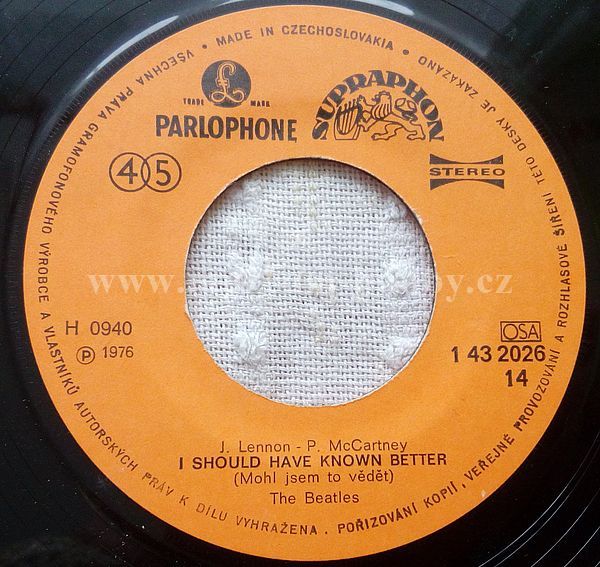 VŠECHNA PRÁVA GRAMOFONOVÉHO VÝROBCE A VLASTNÍKŮ AUTORSKÝCH PRÁV K DÍLU VYHRAŽENA. POŘIZOVÁNÍ KOPIÍ, VEŘEJNÉ PROVOZOVÁNÍ A ROZHLASOVÉ ŠÍŘENÍ TÉTO DESKY JE ZAKÁZÁNO • MADE IN CZECHOSLOVAKIA •
£
TRADE MARK
PARLOPHONE
SUPRAPHON
45
STEREO
H 0940
Ⓟ 1976
OSA
1 43 2026
14
J. Lennon - P. McCartney
I SHOULD HAVE KNOWN BETTER
(Mohl jsem to vědět)
The Beatles